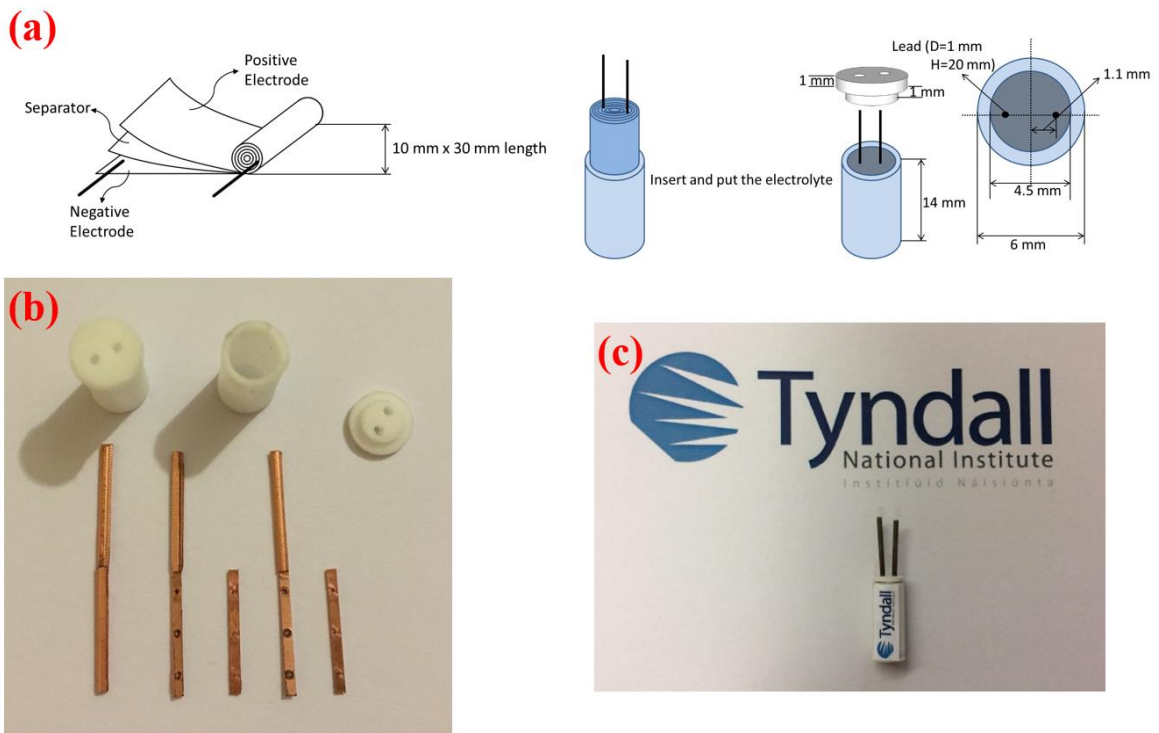 (a)
Positive
Electrode
Separator
Negative
Electrode
10 mm x 30 mm length
Insert and put the electrolyte
1 mm
1 mm
14 mm
Lead (D=1 mm
H=20 mm)
1.1 mm
4.5 mm
6 mm
(b)
(c)
Tyndall
National Institute
Institiúid Náisiúnta
Tyndall